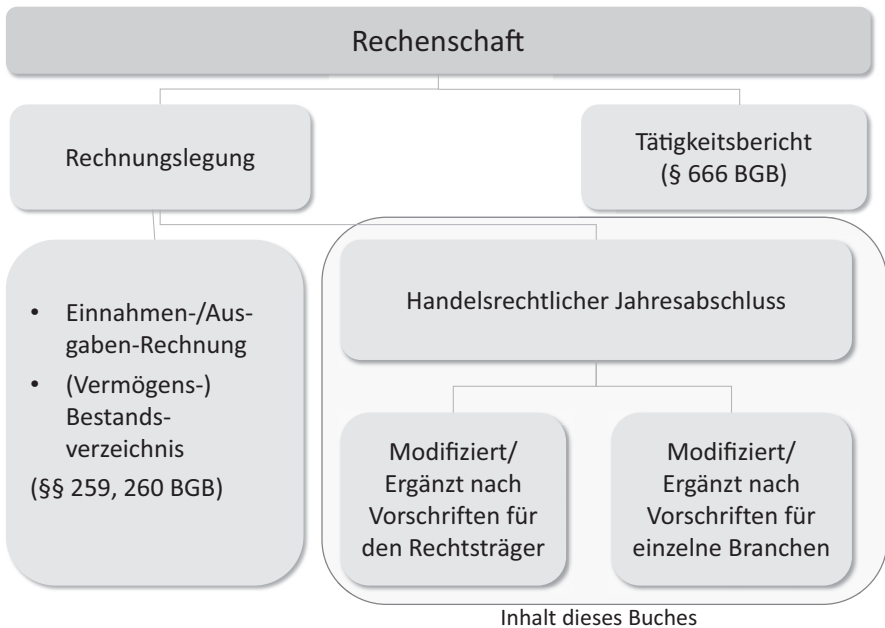 Rechenschaft
Rechnungslegung
Tätigkeitsbericht
(§ 666 BGB)
• Einnahmen-/Aus-
gaben-Rechnung
• (Vermögens-)
Bestands-
verzeichnis
(§§ 259, 260 BGB)
Handelsrechtlicher Jahresabschluss
Modifiziert/
Ergänzt nach
Vorschriften für
den Rechtsträger
Modifiziert/
Ergänzt nach
Vorschriften für
einzelne Branchen
Inhalt dieses Buches